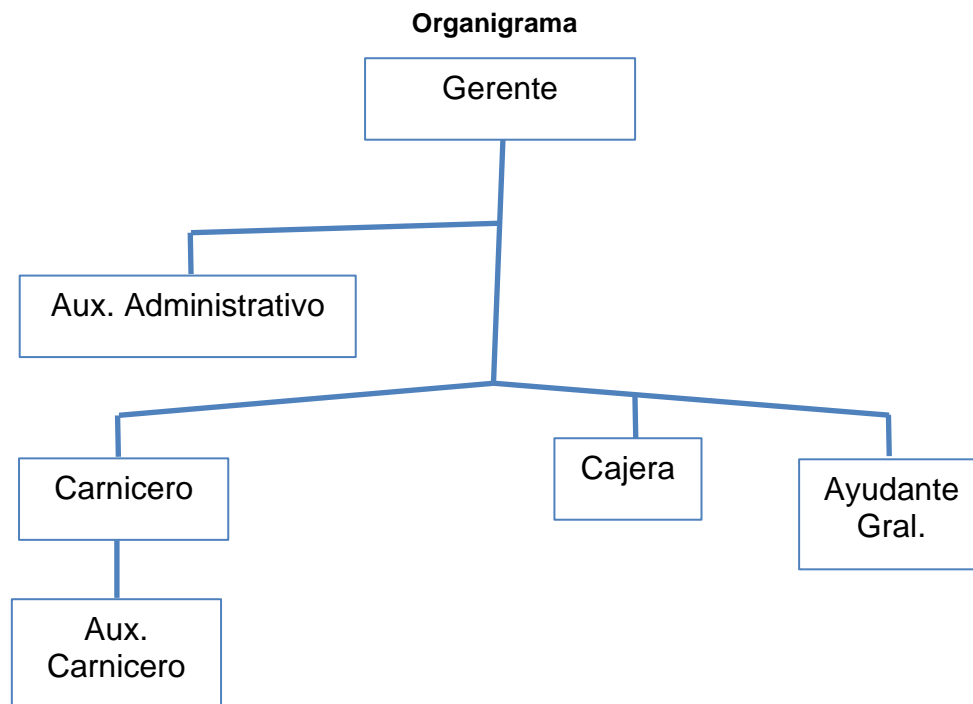 Organigrama
Gerente
Aux. Administrativo
Carnicero
Cajera
Ayudante
Gral.
Aux.
Carnicero